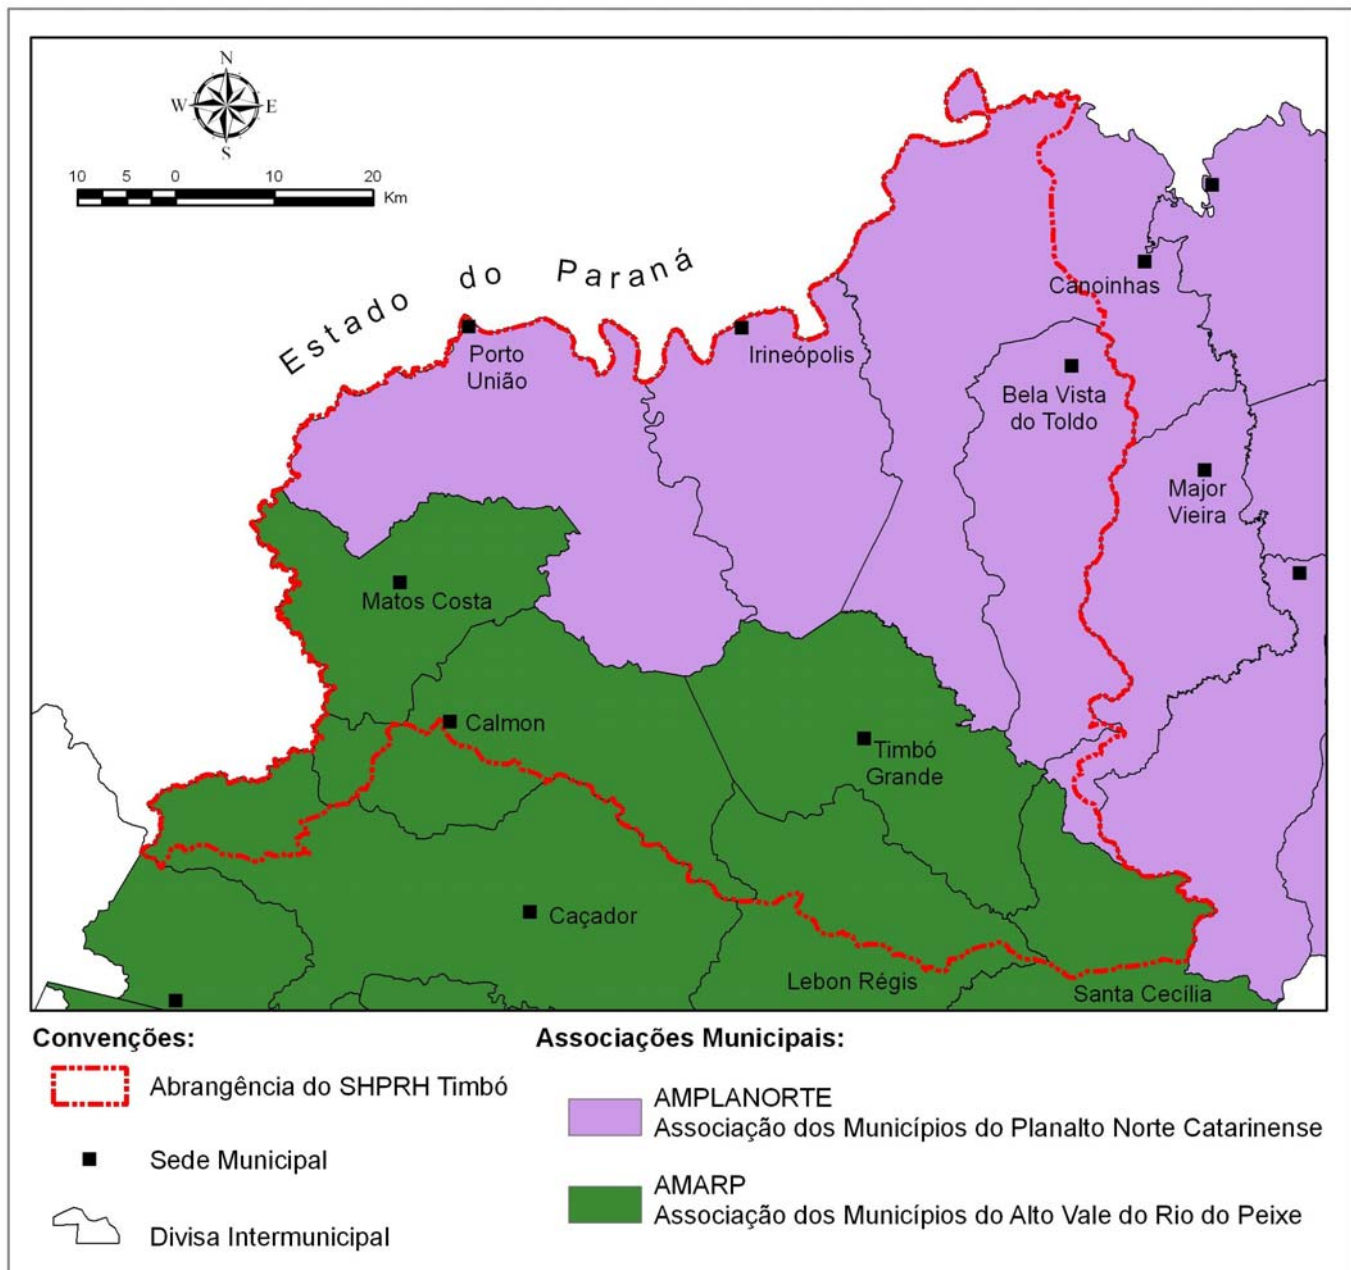 N
W E
S
10 5 0 10 20
Km
Estado do Paraná
Canoinhas
Porto
União
Irineópolis
Bela Vista
do Toldo
Major
Vieira
Matos Costa
Calmon
Timbó
Grande
Caçador
Lebon Régis
Santa Cecília
Convenções:
Abrangência do SHPRH Timbó
Sede Municipal
Divisa Intermunicipal
Associações Municipais:
AMPLANORTE
Associação dos Municípios do Planalto Norte Catarinense
AMARP
Associação dos Municípios do Alto Vale do Rio do Peixe